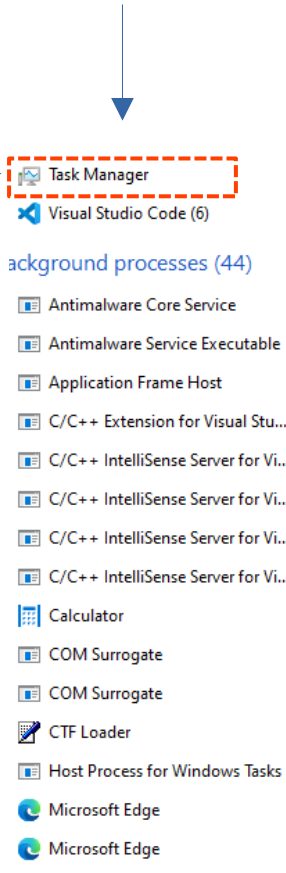 Task Manager
Visual Studio Code (6)
ackground processes (44)
Antimalware Core Service
Antimalware Service Executable
Application Frame Host
C/C++ Extension for Visual Stu...
C/C++ IntelliSense Server for Vi...
C/C++ IntelliSense Server for Vi...
C/C++ IntelliSense Server for Vi...
C/C++ IntelliSense Server for Vi...
Calculator
COM Surrogate
COM Surrogate
CTF Loader
Host Process for Windows Tasks
Microsoft Edge
Microsoft Edge